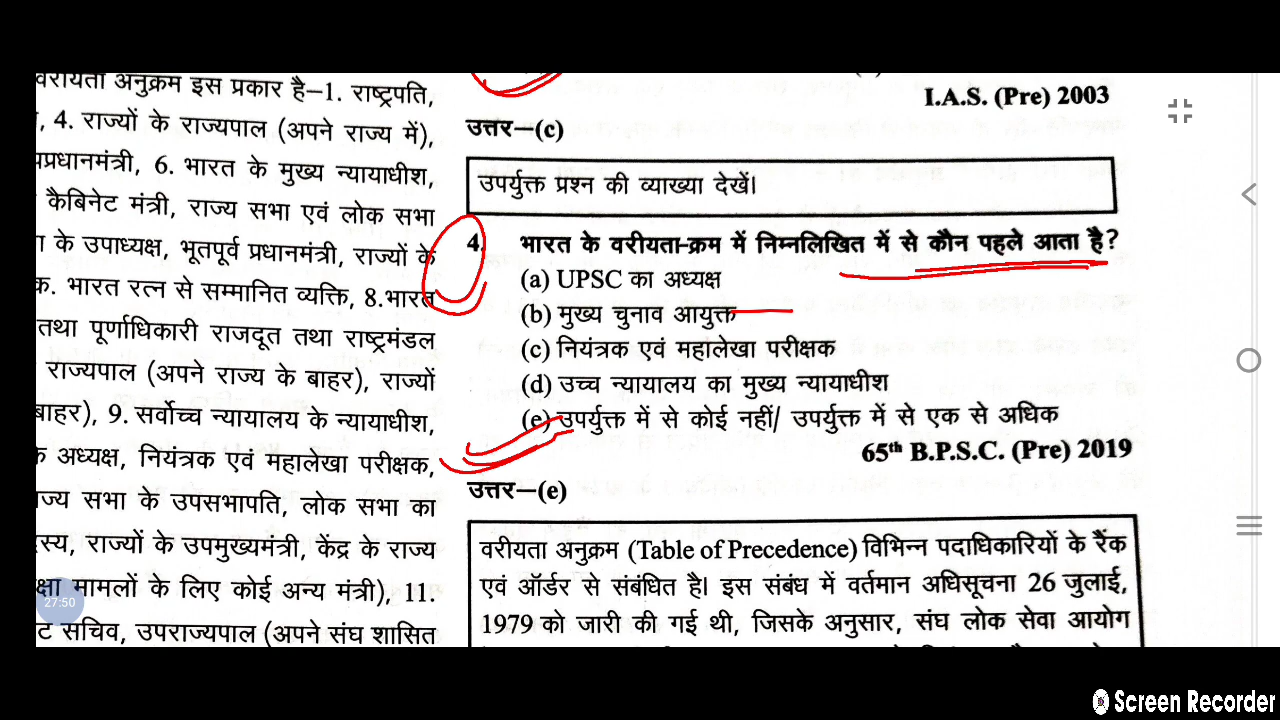 वरीयता अनुक्रम इस प्रकार है—1. राष्ट्रपति,
, 4. राज्यों के राज्यपाल (अपने राज्य में),
पप्रधानमंत्री, 6. भारत के मुख्य न्यायाधीश,
कैबिनेट मंत्री, राज्य सभा एवं लोक सभा
के उपाध्यक्ष, भूतपूर्व प्रधानमंत्री, राज्यों के
क. भारत रत्न से सम्मानित व्यक्ति, 8.भारत
तथा पूर्णाधिकारी राजदूत तथा राष्ट्रमंडल
राज्यपाल (अपने राज्य के बाहर), राज्यों
बाहर), 9. सर्वोच्च न्यायालय के न्यायाधीश,
के अध्यक्ष, नियंत्रक एवं महालेखा परीक्षक,
राज्य सभा के उपसभापति, लोक सभा का
दस्य, राज्यों के उपमुख्यमंत्री, केंद्र के राज्य
क्षा मामलों के लिए कोई अन्य मंत्री), 11.
ट सचिव, उपराज्यपाल (अपने संघ शासित
27:50
I.A.S. (Pre) 2003
उत्तर—(c)
उपर्युक्त प्रश्न की व्याख्या देखें।
4. भारत के वरीयता-क्रम में निम्नलिखित में से कौन पहले आता है?
(a) UPSC का अध्यक्ष
(b) मुख्य चुनाव आयुक्त
(c) नियंत्रक एवं महालेखा परीक्षक
(d) उच्च न्यायालय का मुख्य न्यायाधीश
(e) उपर्युक्त में से कोई नहीं/ उपर्युक्त में से एक से अधिक
65th B.P.S.C. (Pre) 2019
उत्तर—(e)
वरीयता अनुक्रम (Table of Precedence) विभिन्न पदाधिकारियों के रैंक
एवं ऑर्डर से संबंधित है। इस संबंध में वर्तमान अधिसूचना 26 जुलाई,
1979 को जारी की गई थी, जिसके अनुसार, संघ लोक सेवा आयोग
Screen Recorder